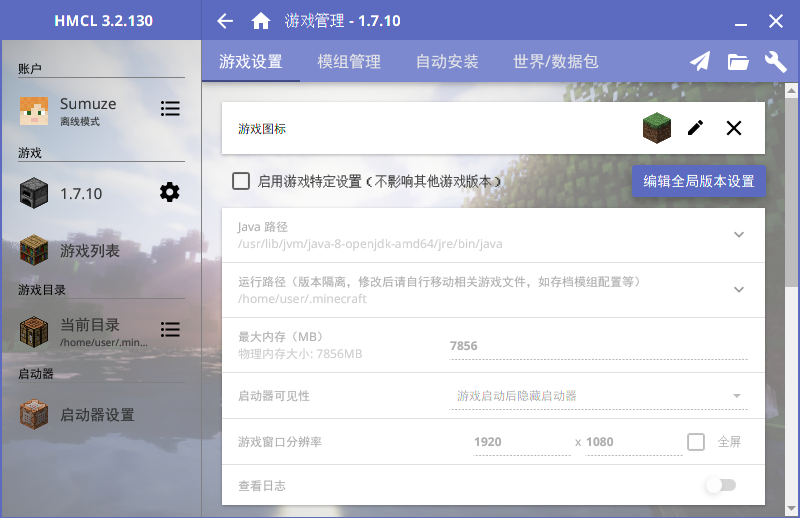 HMCL 3.2.130
游戏管理 - 1.7.10
账户
Sumuze
离线模式
游戏
1.7.10
游戏列表
游戏目录
当前目录
/home/user/.min...
启动器
启动器设置
游戏设置 模组管理 自动安装 世界/数据包
游戏图标
启用游戏特定设置（不影响其他游戏版本）
编辑全局版本设置
Java 路径
/usr/lib/jvm/java-8-openjdk-amd64/jre/bin/java
运行路径（版本隔离，修改后请自行移动相关游戏文件，如存档模组配置等）
/home/user/.minecraft
最大内存（MB）
物理内存大小: 7856MB
7856
启动器可见性 游戏启动后隐藏启动器
游戏窗口分辨率 1920 x 1080 全屏
查看日志